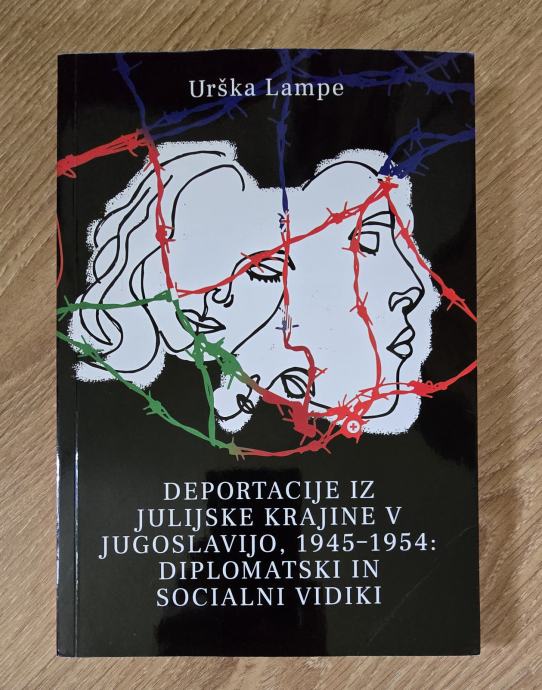 Urška Lampe
DEPORTACIJE IZ
JULIJSKE KRAJINE V
JUGOSLAVIJO, 1945–1954:
DIPLOMATSKI IN
SOCIALNI VIDIKI